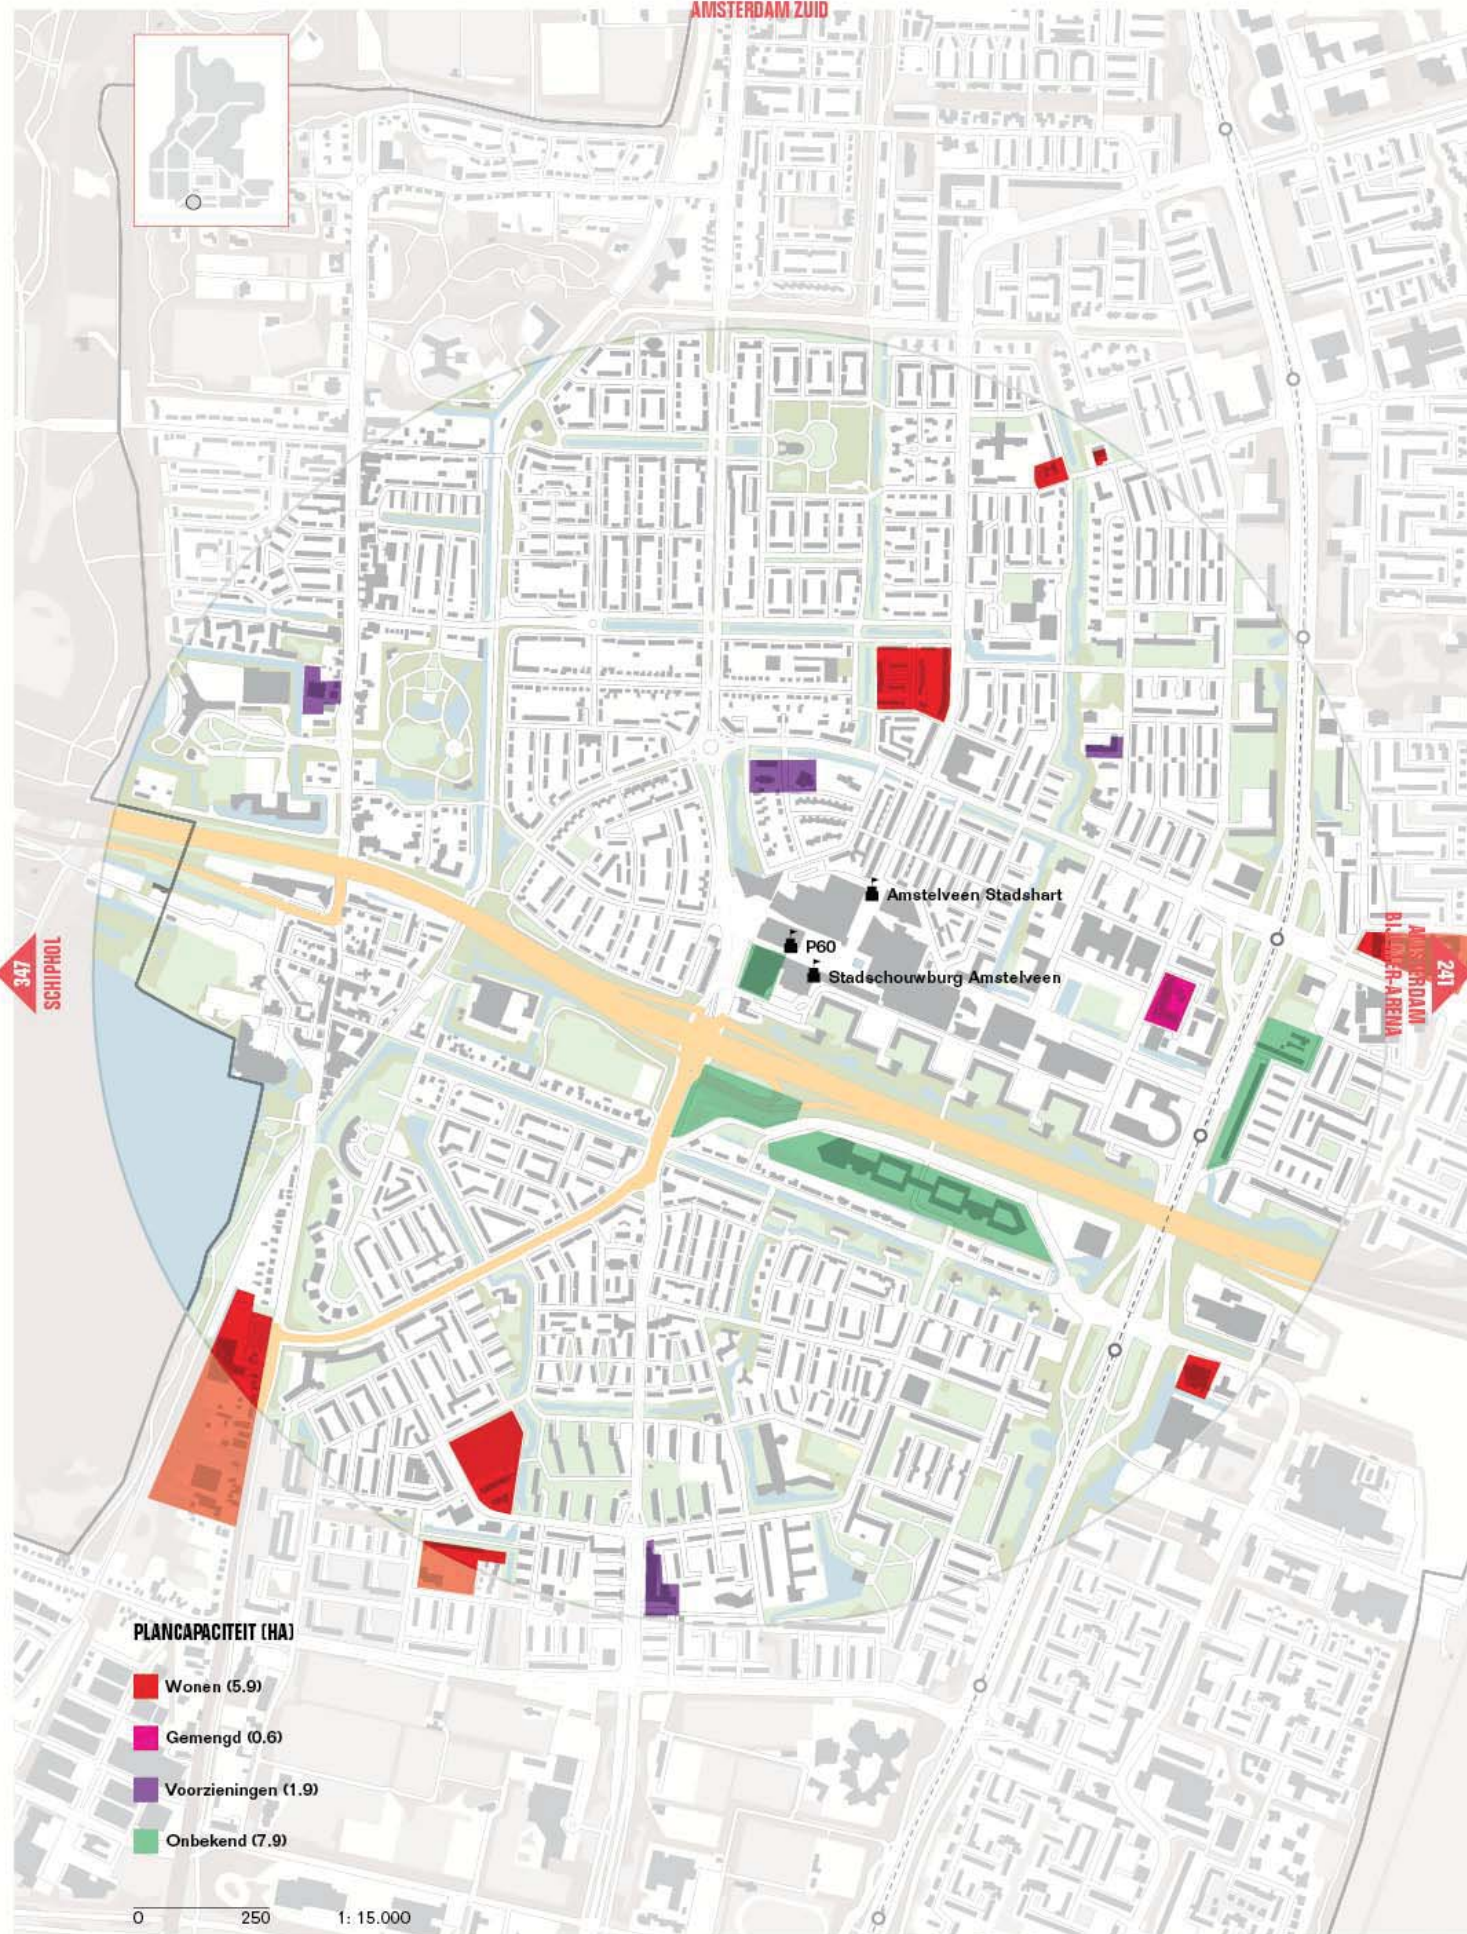 AMSTERDAM ZUID
Amstelveen Stadshart
P60
Stadschouwburg Amstelveen
347
SCHIPHOL
241
AMSTERDAM
BIJLMER-ARENA
PLANCAPACITEIT (HA)
Wonen (5.9)
Gemengd (0.6)
Voorzieningen (1.9)
Onbekend (7.9)
0 250 1: 15.000